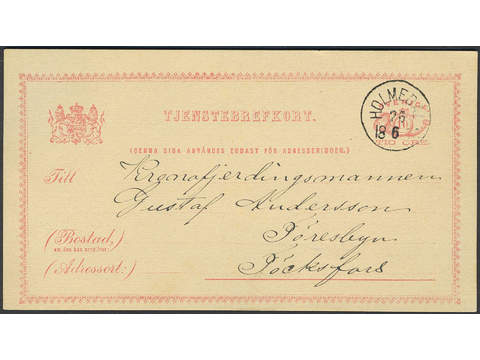 TJENSTEBREFKORT.
(DENNA SIDA ANVÄNDES ENDAST FÖR ADRESSERINGEN.)
HOLMED
25
18 6
TIO ÖRE.
Till Kronofjerdingsmannen
Gustaf Andersson
(Bostad,)
Töresbyn
(Adressort:)
Töcksfors